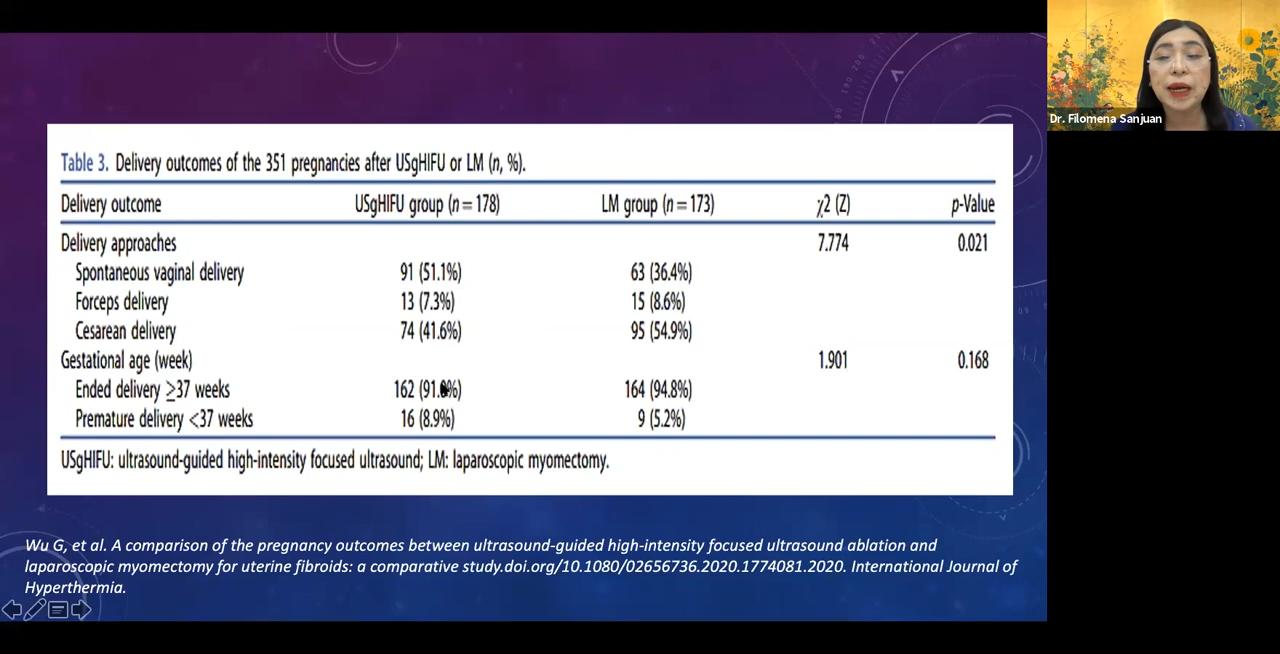 Dr. Filomena Sanjuan
Table 3. Delivery outcomes of the 351 pregnancies after USgHIFU or LM (n, %).
Delivery outcome USgHIFU group (n = 178) LM group (n = 173) χ2 (Z) p-Value
Delivery approaches 7.774 0.021
Spontaneous vaginal delivery 91 (51.1%) 63 (36.4%)
Forceps delivery 13 (7.3%) 15 (8.6%)
Cesarean delivery 74 (41.6%) 95 (54.9%)
Gestational age (week) 1.901 0.168
Ended delivery ≥37 weeks 162 164 (94.8%)
Premature delivery <37 weeks 16 (8.9%) 9 (5.2%)
USgHIFU: ultrasound-guided high-intensity focused ultrasound; LM: laparoscopic myomectomy.
Wu G, et al. A comparison of the pregnancy outcomes between ultrasound-guided high-intensity focused ultrasound ablation and
laparoscopic myomectomy for uterine fibroids: a comparative study.doi.org/10.1080/02656736.2020.1774081.2020. International Journal of
Hyperthermia.